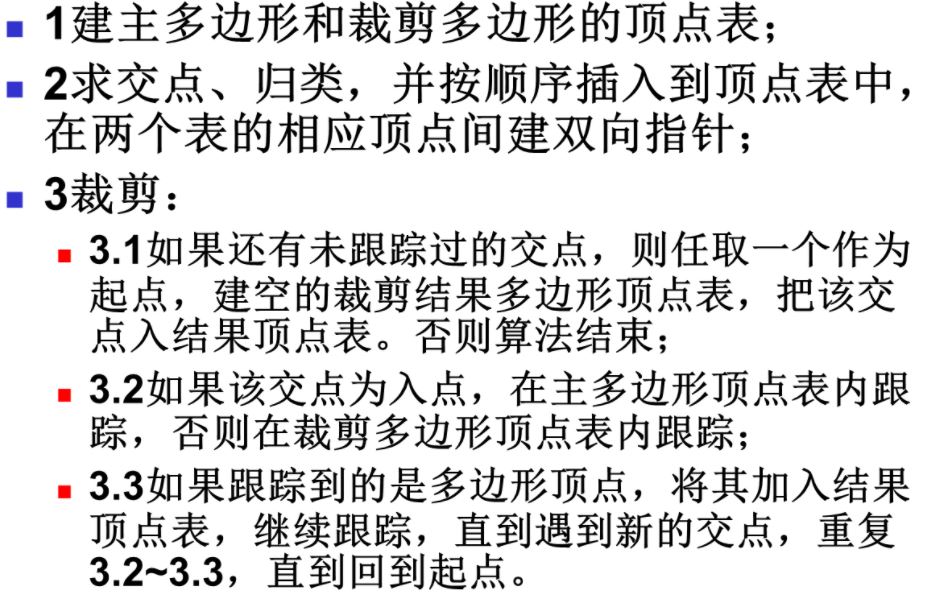 1建主多边形和裁剪多边形的顶点表；
2求交点、归类，并按顺序插入到顶点表中，
在两个表的相应顶点间建双向指针；
3裁剪：
3.1如果还有未跟踪过的交点，则任取一个作为
起点，建空的裁剪结果多边形顶点表，把该交
点入结果顶点表。否则算法结束；
3.2如果该交点为入点，在主多边形顶点表内跟
踪，否则在裁剪多边形顶点表内跟踪；
3.3如果跟踪到的是多边形顶点，将其加入结果
顶点表，继续跟踪，直到遇到新的交点，重复
3.2~3.3，直到回到起点。